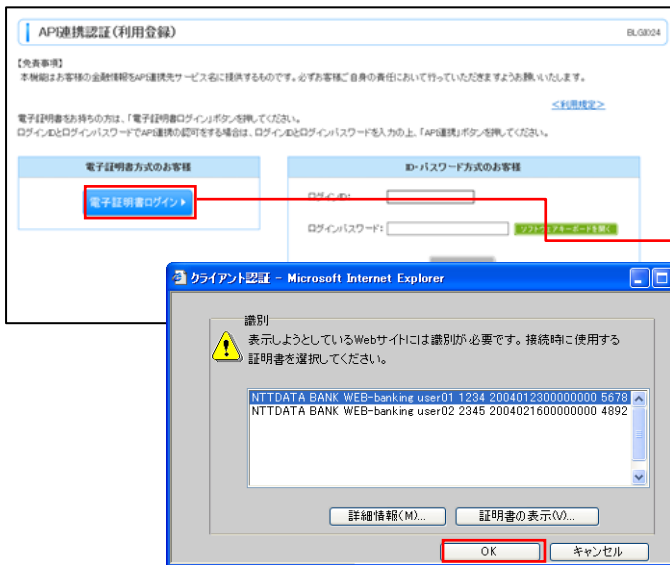 API連携認証(利用登録)
BLGI024
【免責事項】
本機能はお客様の金融情報をAPI連携先サービス名に提供するものです。必ずお客様ご自身の責任において行っていただきますようお願いいたします。
<利用規定>
電子証明書をお持ちの方は、「電子証明書ログイン」ボタンを押してください。
ログインIDとログインパスワードでAPI連携の認可をする場合は、ログインIDとログインパスワードを入力の上、「API連携」ボタンを押してください。
電子証明書方式のお客様
ID・パスワード方式のお客様
電子証明書ログイン
ログインID:
ログインパスワード:
ソフトウェアキーボードを開く
クライアント認証 - Microsoft Internet Explorer
識別
表示しようとしているWebサイトには識別が必要です。接続時に使用する
証明書を選択してください。
NTTDATA BANK WEB-banking user01 1234 2004012300000000 5678
NTTDATA BANK WEB-banking user02 2345 2004021600000000 4892
詳細情報(M)...
証明書の表示(V)...
OK
キャンセル